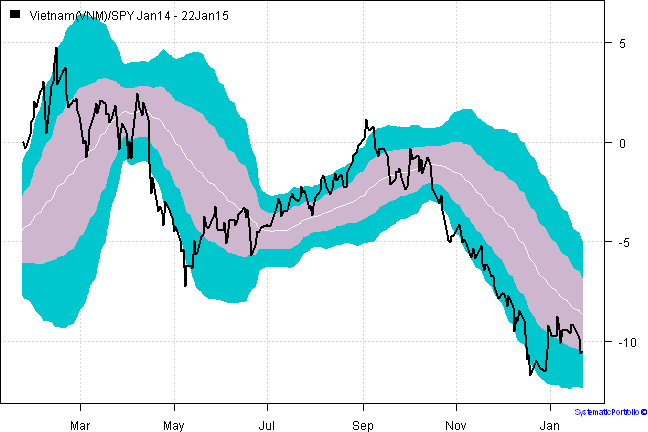 Vietnam(VNM)/SPY Jan14 - 22Jan15
5
0
-5
-10
Mar May Jul Sep Nov Jan
SystematicPortfolio ©